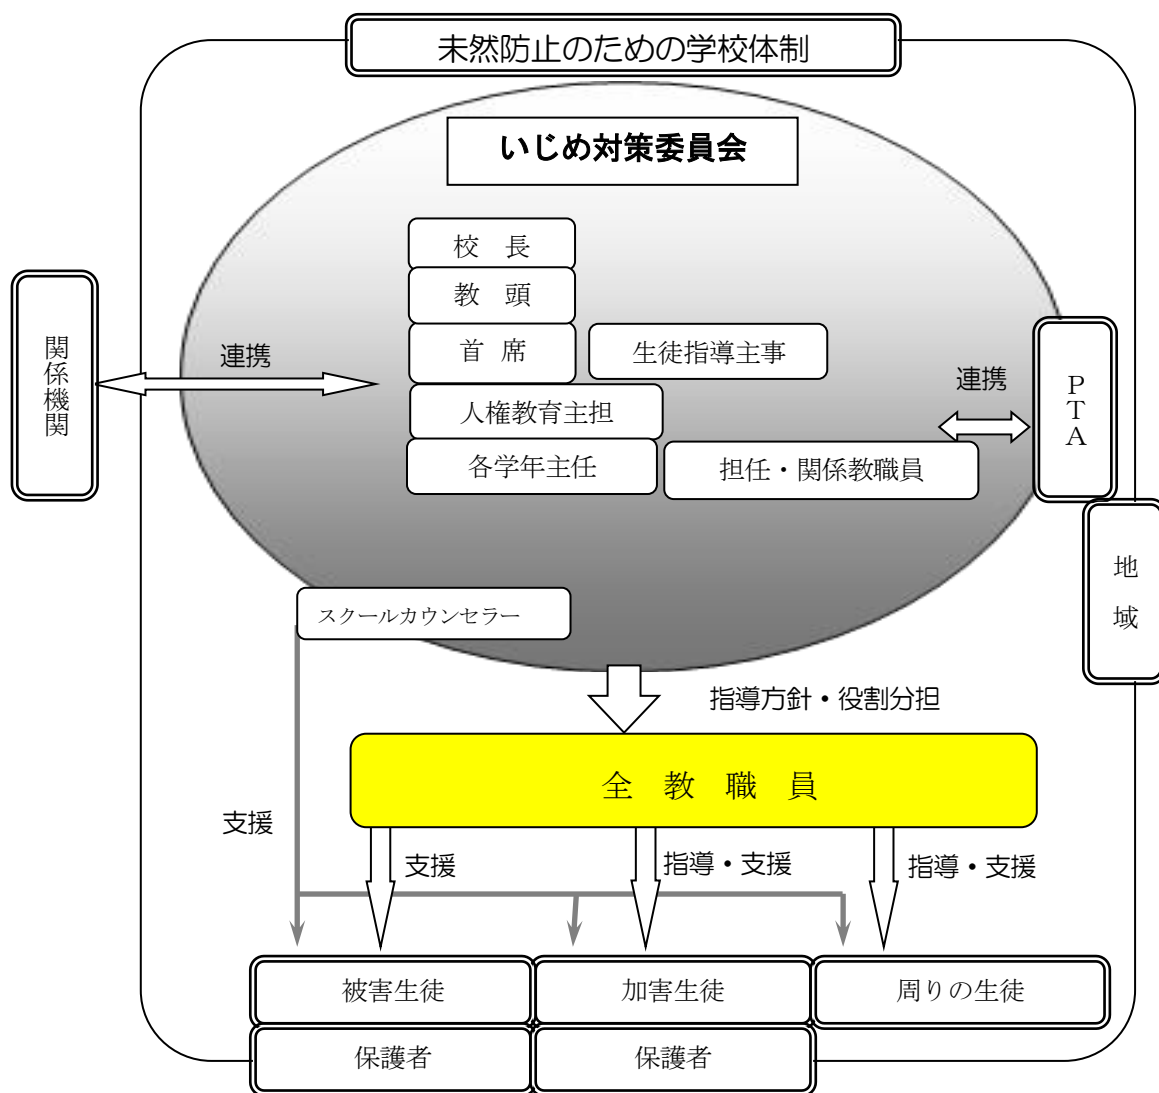 未然防止のための学校体制
いじめ対策委員会
校 長
教 頭
首 席
生徒指導主事
人権教育主担
各学年主任
担任・関係教職員
関係機関
連携
連携
PTA
地域
スクールカウンセラー
指導方針・役割分担
全 教 職 員
支援
支援
指導・支援
指導・支援
被害生徒
加害生徒
周りの生徒
保護者
保護者